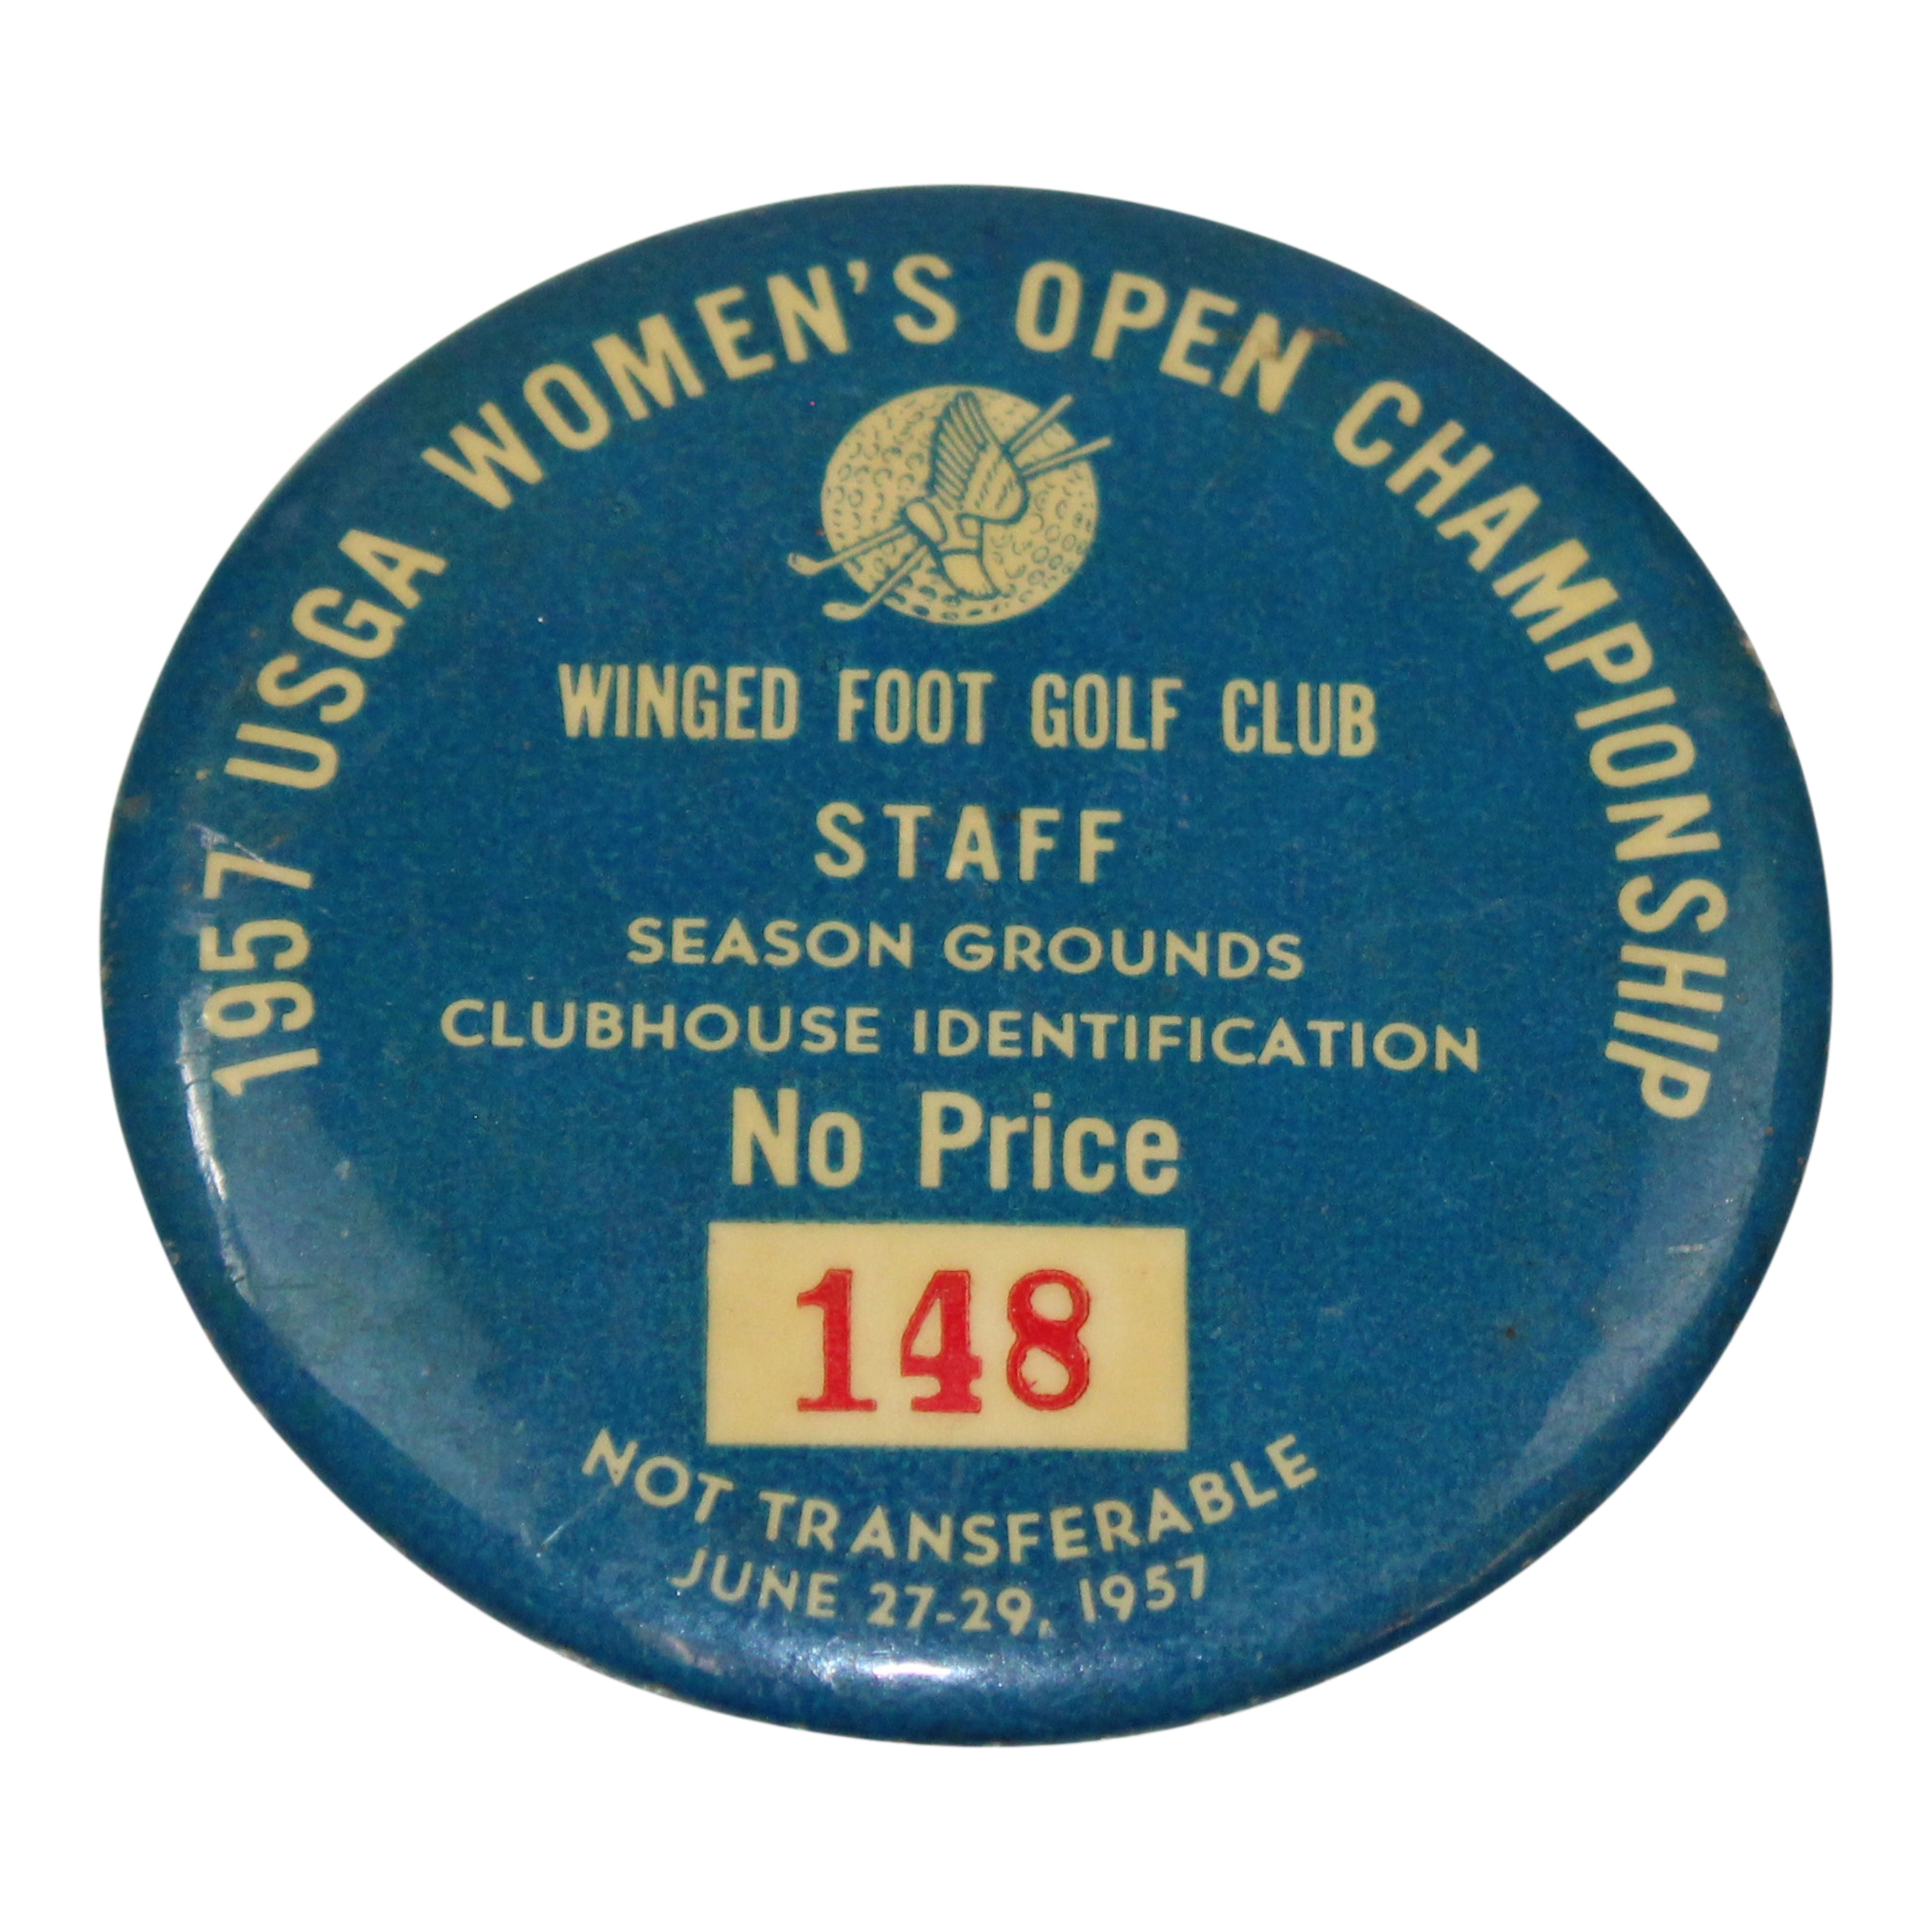 1957 USGA WOMEN'S OPEN CHAMPIONSHIP
WINGED FOOT GOLF CLUB
STAFF
SEASON GROUNDS
CLUBHOUSE IDENTIFICATION
No Price
148
NOT TRANSFERABLE
JUNE 27-29, 1957